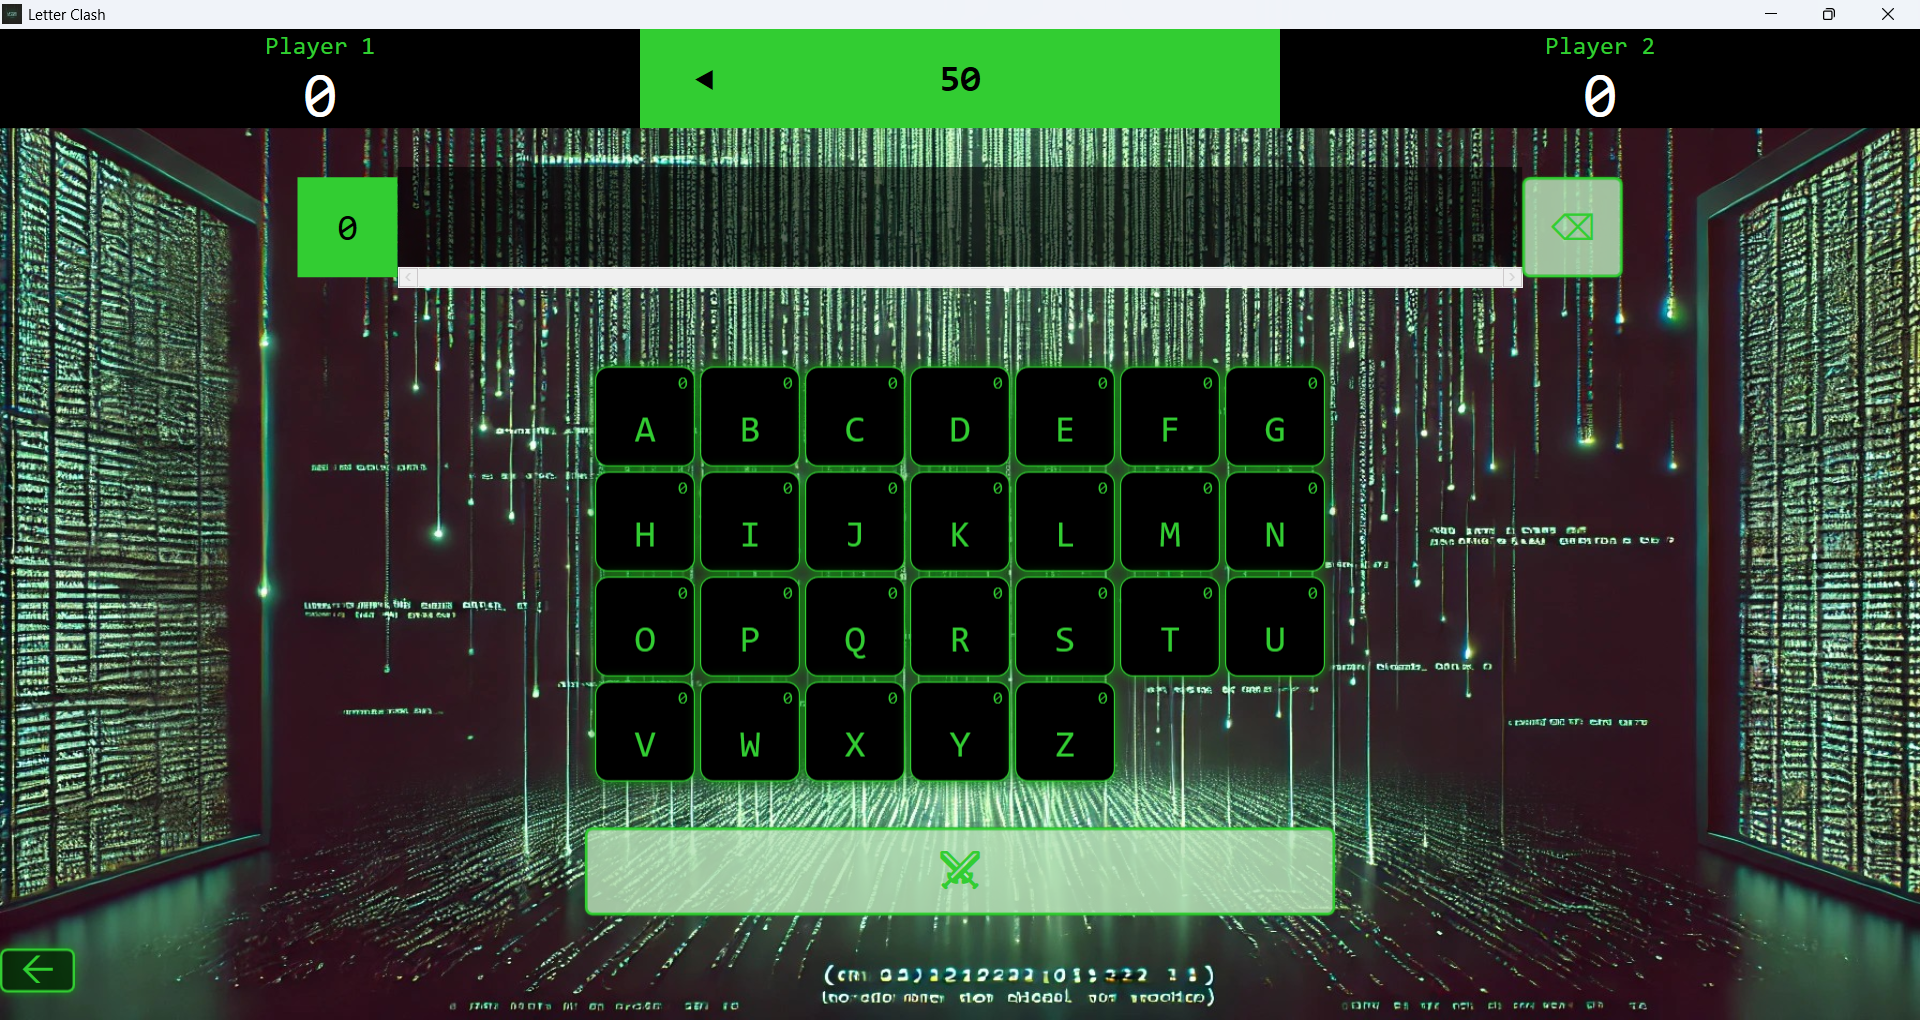 Letter Clash
Player 1
0
◄ 50
Player 2
0
0
0 0 0 0 0 0 0
A B C D E F G
0 0 0 0 0 0 0
H I J K L M N
0 0 0 0 0 0 0
O P Q R S T U
0 0 0 0 0
V W X Y Z